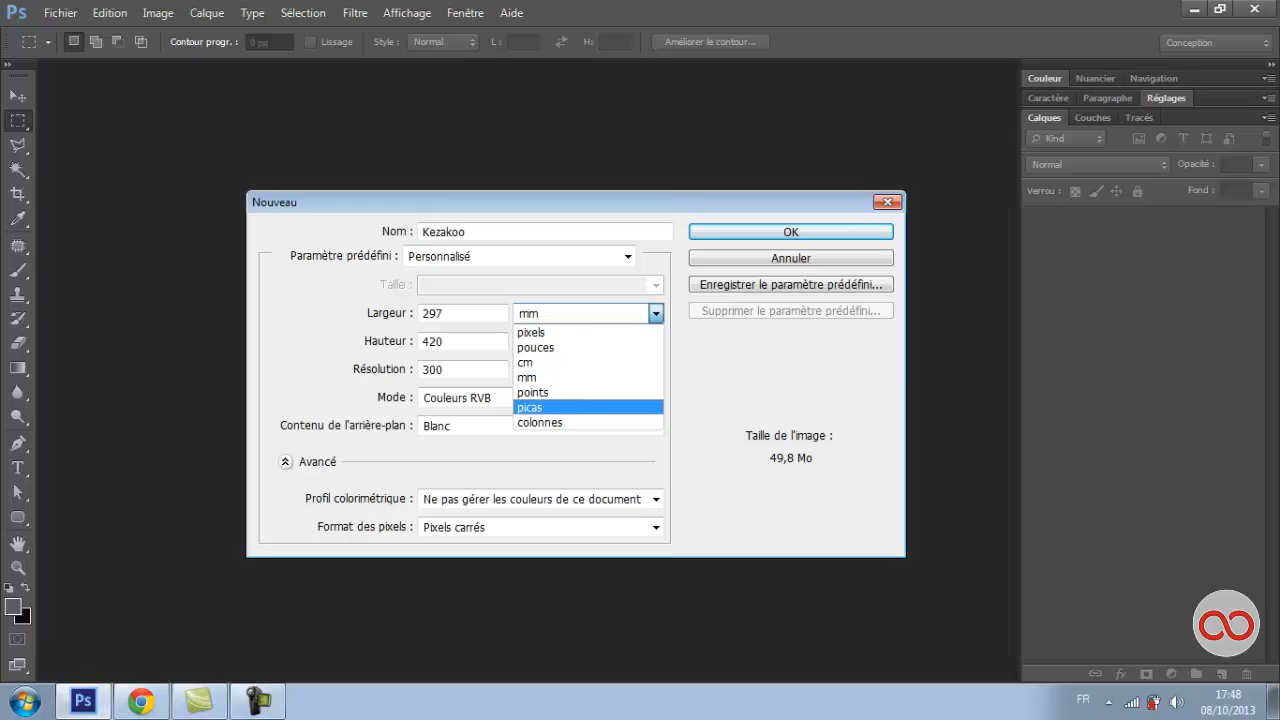 Ps Fichier Edition Image Calque Type Sélection Filtre Affichage Fenêtre Aide
Contour progr. : 0 px Lissage Style : Normal L : H: Améliorer le contour... Conception
Couleur Nuancier Navigation
Caractère Paragraphe Réglages
Calques Couches Tracés
Kind
Normal Opacité :
Verrou : Fond :
Nouveau
Nom : Kezakoo
OK
Paramètre prédéfini : Personnalisé
Annuler
Taille :
Enregistrer le paramètre prédéfini...
Largeur : 297 mm
Supprimer le paramètre prédéfini...
pixels
Hauteur : 420
pouces
cm
Résolution : 300
mm
points
Mode : Couleurs RVB
picas
colonnes
Contenu de l'arrière-plan : Blanc
Taille de l'image :
49,8 Mo
Avancé
Profil colorimétrique : Ne pas gérer les couleurs de ce document
Format des pixels : Pixels carrés
Ps
FR
17:48
08/10/2013